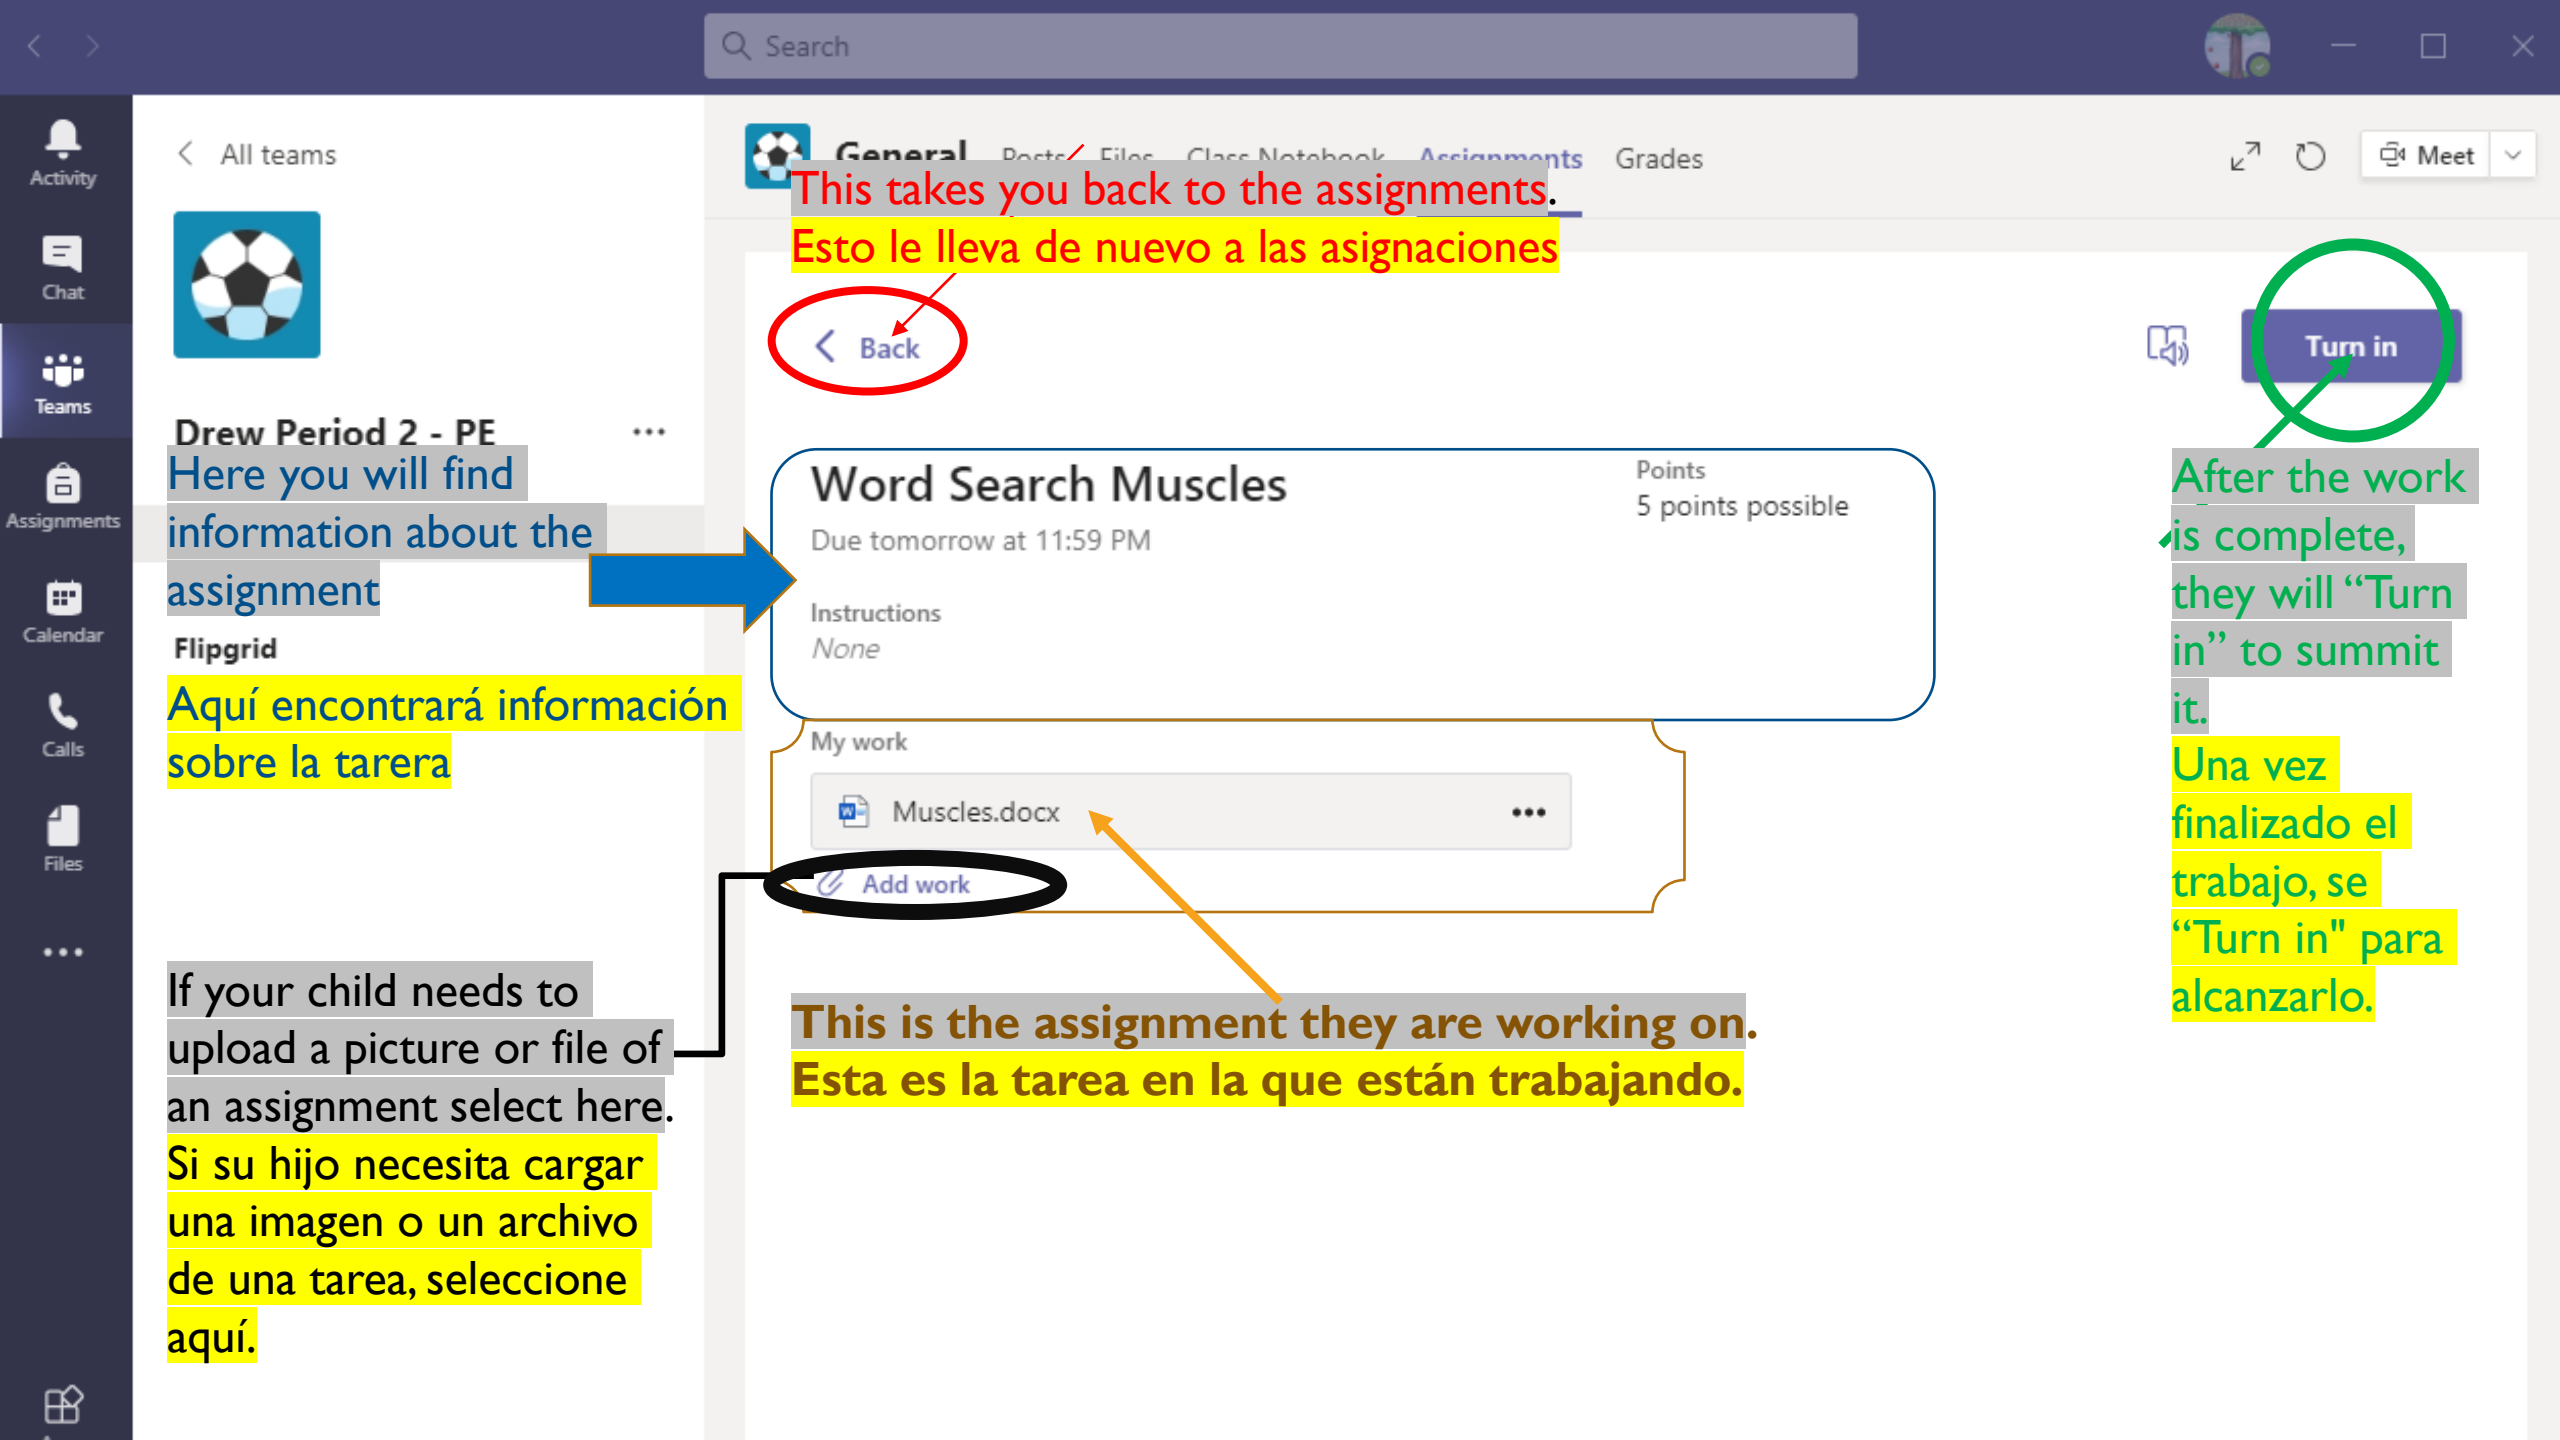 Search
Activity
Chat
Teams
Assignments
Calendar
Calls
Files
All teams
Drew Period 2 - PE
Here you will find
information about the
assignment
Flipgrid
Aquí encontrará información
sobre la tarera
If your child needs to
upload a picture or file of
an assignment select here.
Si su hijo necesita cargar
una imagen o un archivo
de una tarea, seleccione
aquí.
General Posts Files Class Notebook Assignments Grades
Meet
This takes you back to the assignments.
Esto le lleva de nuevo a las asignaciones
Back
Turn in
Word Search Muscles
Due tomorrow at 11:59 PM
Points
5 points possible
Instructions
None
My work
Muscles.docx
Add work
This is the assignment they are working on.
Esta es la tarea en la que están trabajando.
After the work
is complete,
they will “Turn
in” to summit
it.
Una vez
finalizado el
trabajo, se
“Turn in" para
alcanzarlo.